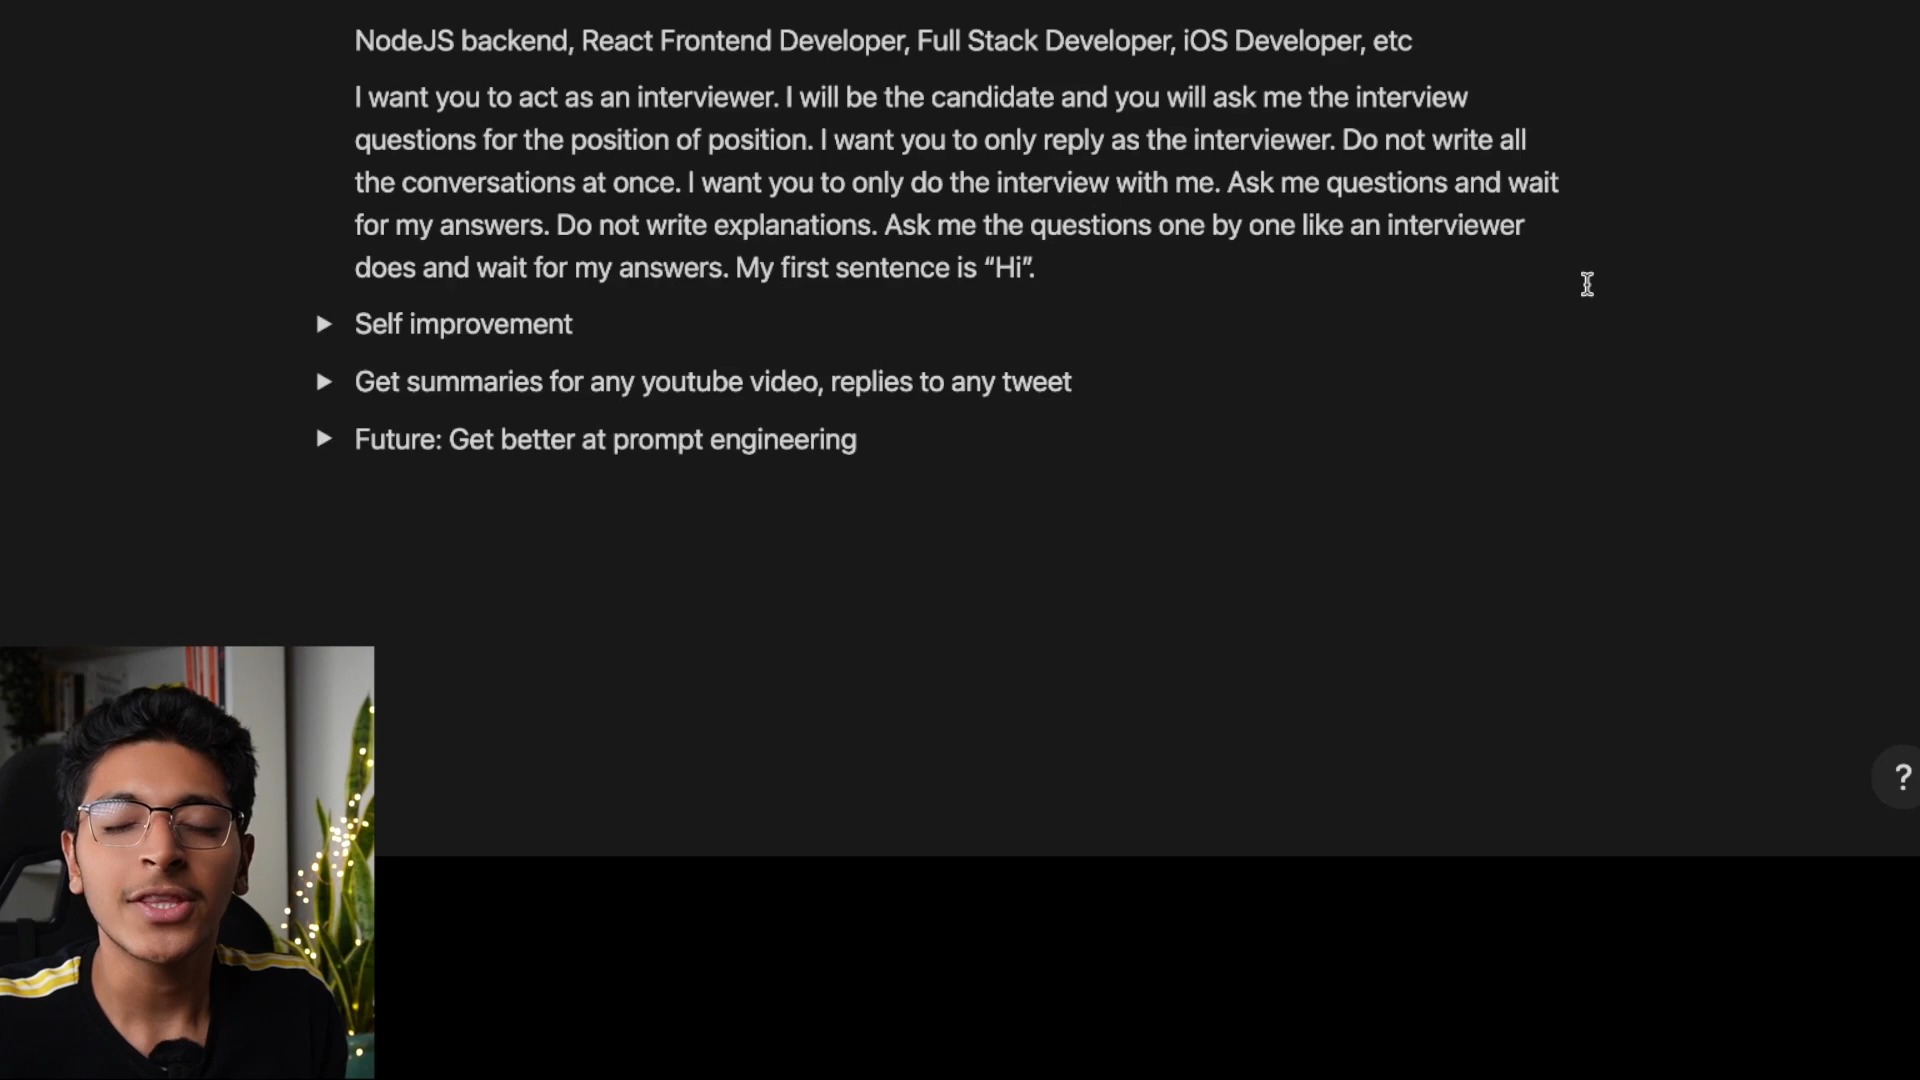 NodeJS backend, React Frontend Developer, Full Stack Developer, iOS Developer, etc
I want you to act as an interviewer. I will be the candidate and you will ask me the interview
questions for the position of position. I want you to only reply as the interviewer. Do not write all
the conversations at once. I want you to only do the interview with me. Ask me questions and wait
for my answers. Do not write explanations. Ask me the questions one by one like an interviewer
does and wait for my answers. My first sentence is “Hi”.
Self improvement
Get summaries for any youtube video, replies to any tweet
Future: Get better at prompt engineering
?